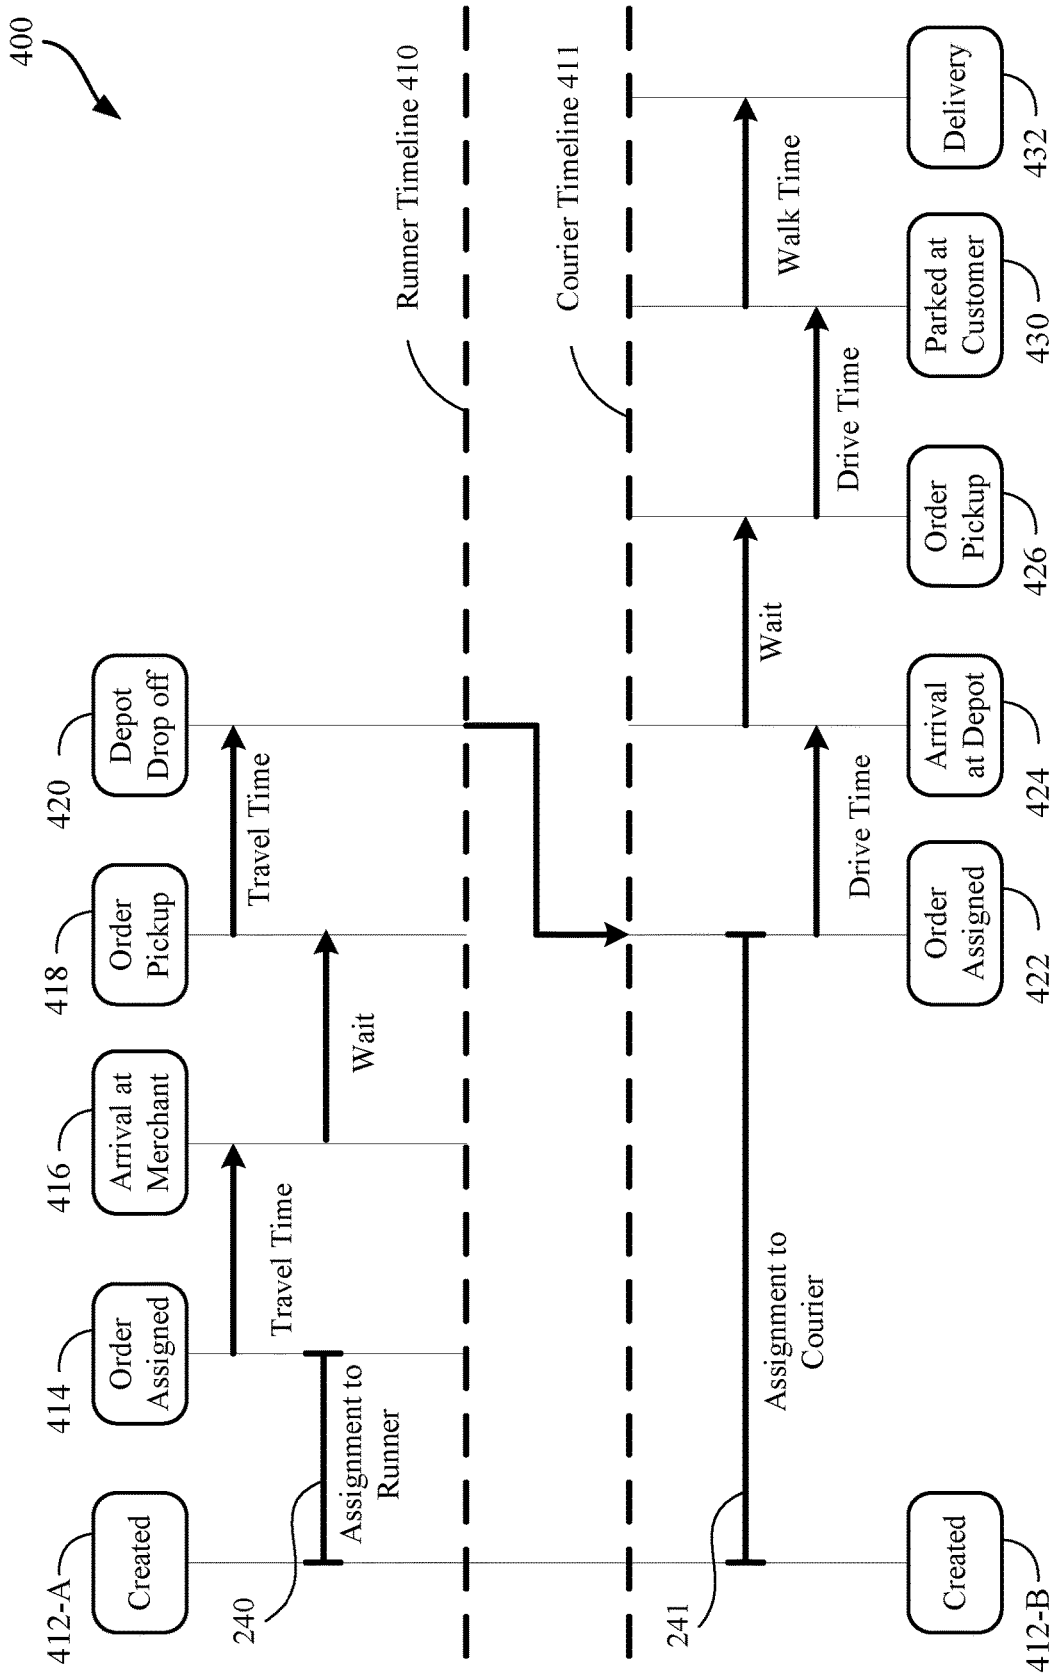 400
412-A
414
416
418
420
Created
Order
Assigned
Arrival at
Merchant
Order
Pickup
Depot
Drop off
Travel Time
Travel Time
240
Assignment to
Runner
Wait
Runner Timeline 410
Courier Timeline 411
241
Assignment to
Courier
Wait
Walk Time
Drive Time
Drive Time
Created
Order
Assigned
Arrival
at Depot
Order
Pickup
Parked at
Customer
Delivery
412-B
422
424
426
430
432